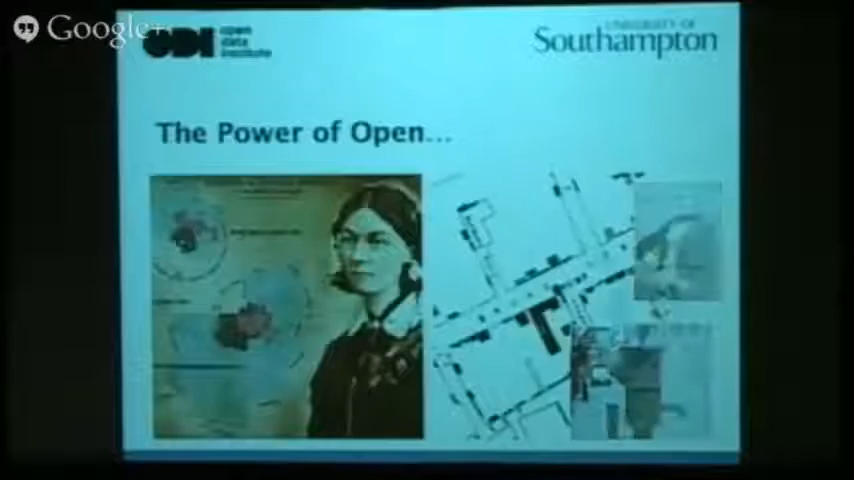 Google+
ODI open
data
institute
UNIVERSITY OF
Southampton
The Power of Open...